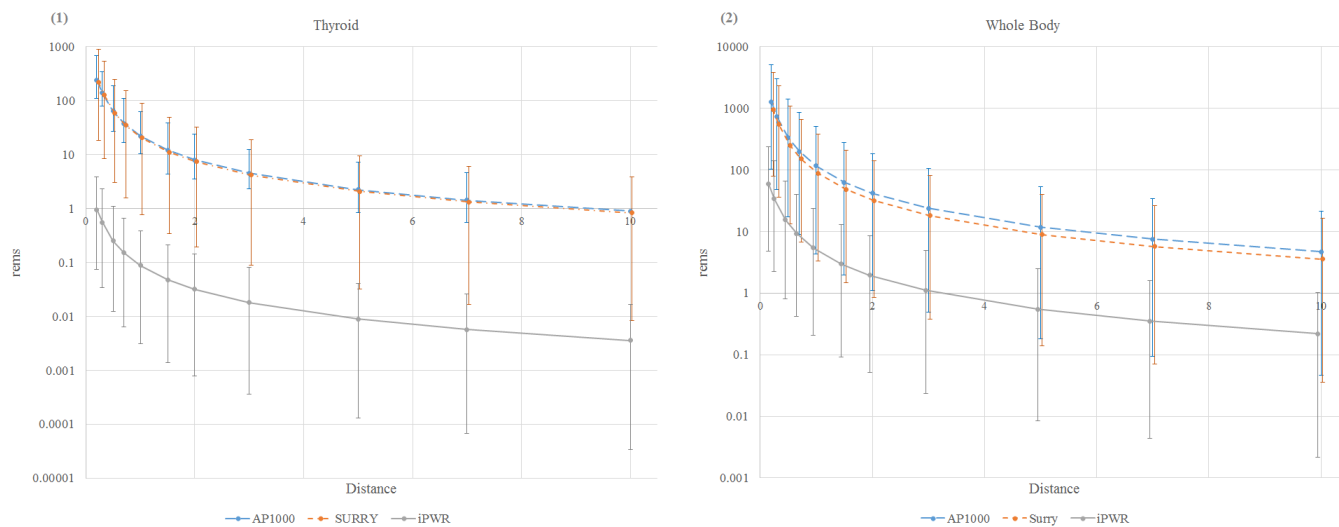 (1)
Thyroid
1000
100
10
1
0.1
0.01
0.001
0.0001
0.00001
0 2 4 6 8 10
rems
Distance
AP1000 SURRY iPWR
(2)
Whole Body
10000
1000
100
10
1
0.1
0.01
0.001
0 2 4 6 8 10
rems
Distance
AP1000 Surry iPWR